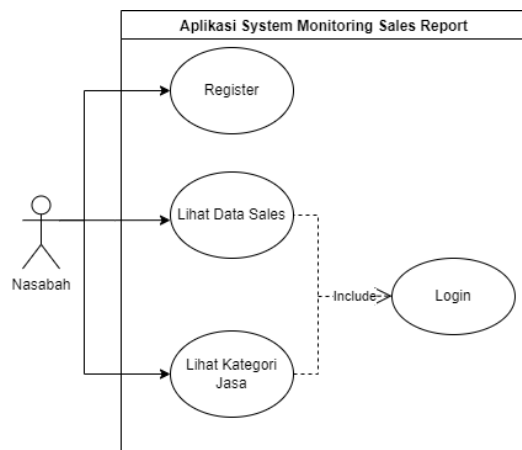 Aplikasi System Monitoring Sales Report
Register
Lihat Data Sales
Nasabah
Include
Login
Lihat Kategori
Jasa